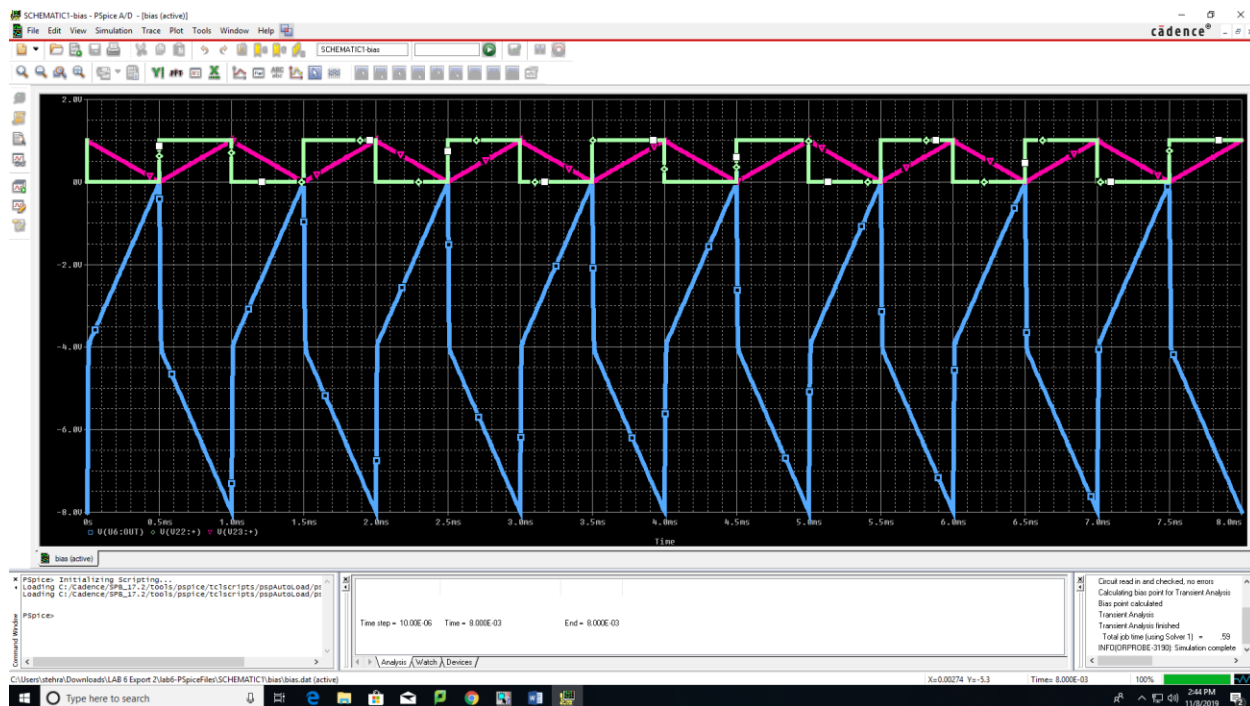 SCHEMATIC1-bias - PSpice A/D - [bias (active)]
File Edit View Simulation Trace Plot Tools Window Help
cādence®
SCHEMATIC1-bias
2.0V
0V
-2.0V
-4.0V
-6.0V
-8.0V
0s 0.5ms 1.0ms 1.5ms 2.0ms 2.5ms 3.0ms 3.5ms 4.0ms 4.5ms 5.0ms 5.5ms 6.0ms 6.5ms 7.0ms 7.5ms 8.0ms
V(U6:OUT) V(V22:+) V(V23:+)
Time
bias (active)
Command Window
PSpice> Initializing Scripting...
Loading C:/Cadence/SPB_17.2/tools/pspice/tclscripts/pspAutoLoad/ps
Loading C:/Cadence/SPB_17.2/tools/pspice/tclscripts/pspAutoLoad/ps
PSpice>
Time step = 10.00E-06 Time = 8.000E-03 End = 8.000E-03
Analysis Watch Devices
Circuit read in and checked, no errors
Calculating bias point for Transient Analysis
Bias point calculated
Transient Analysis
Transient Analysis finished
Total job time (using Solver 1) = .59
INFO(ORPROBE-3190): Simulation complete
C:\Users\stehra\Downloads\LAB 6 Export 2\lab6-PSpiceFiles\SCHEMATIC1\bias\bias.dat (active)
X=0.00274 Y=-5.3
Time= 8.000E-03
100%
Type here to search
2:44 PM
11/8/2019